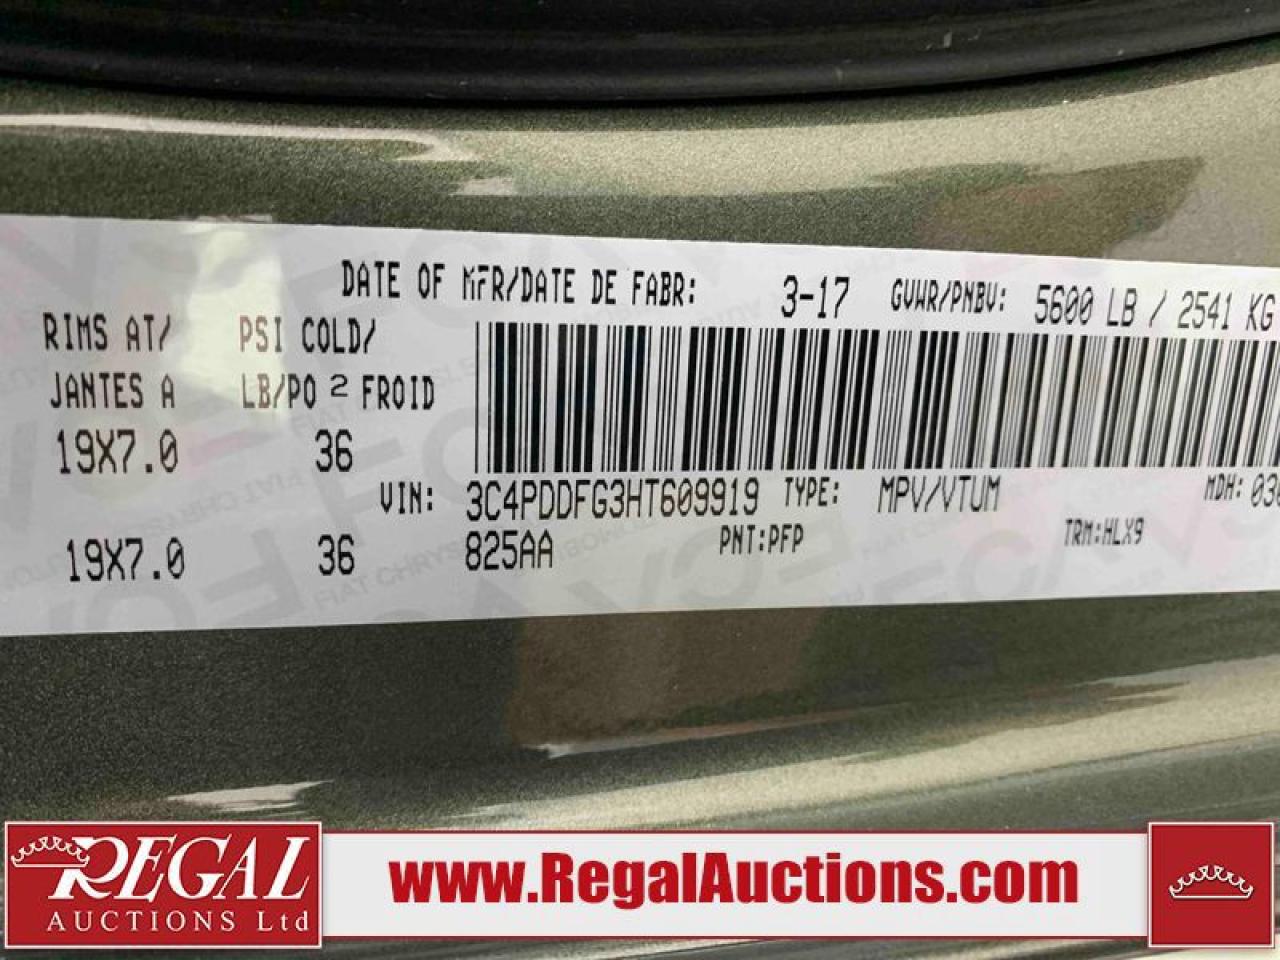 DATE OF MFR/DATE DE FABR: 3-17 GVWR/PNBV: 5600 LB / 2541 KG
RIMS AT/ PSI COLD/
JANTES A LB/PO 2 FROID
19X7.0 36
VIN: 3C4PDDFG3HT609919 TYPE: MPV/VTUM MDH:
19X7.0 36 825AA PNT:PFP TRM:HLX9
REGAL
AUCTIONS Ltd
www.RegalAuctions.com